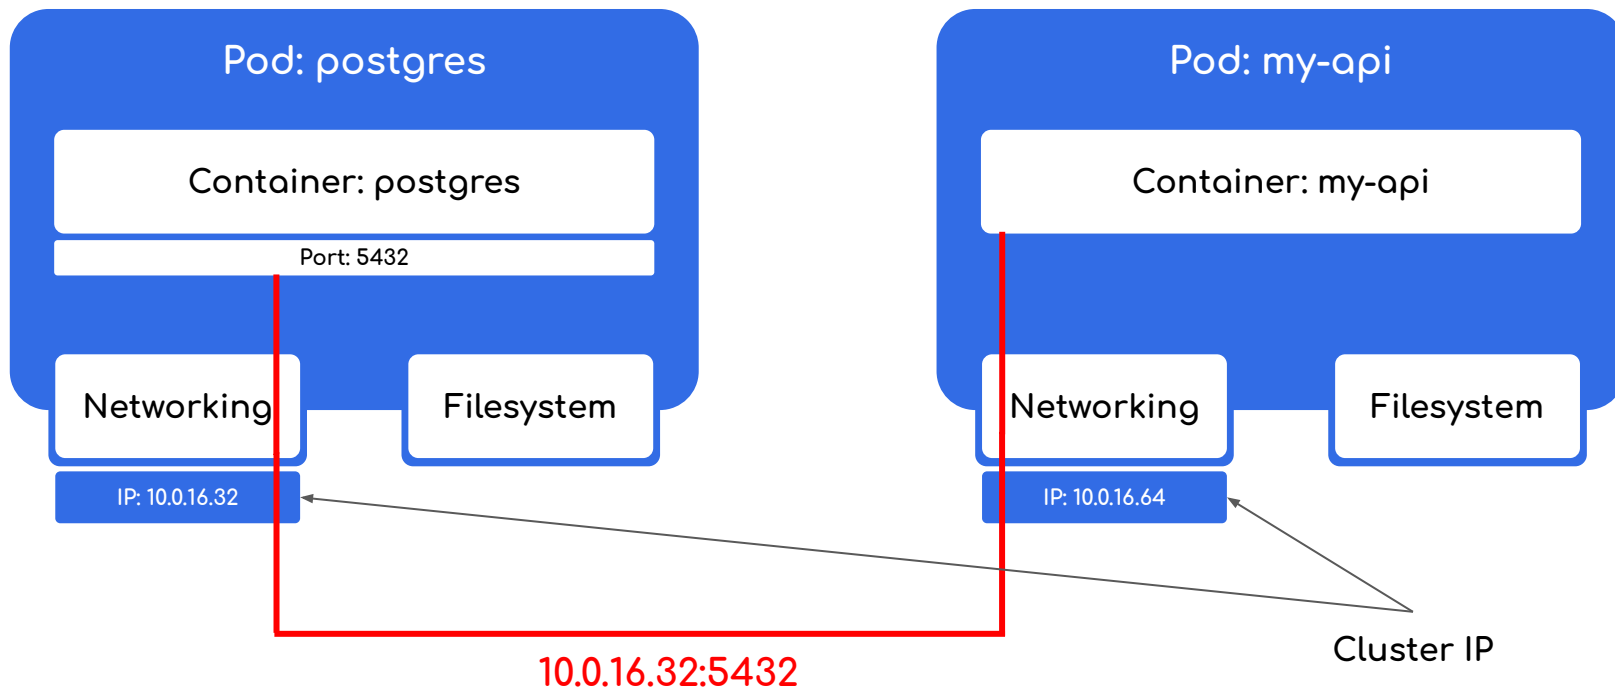 Pod: postgres
Container: postgres
Port: 5432
Networking
Filesystem
IP: 10.0.16.32
Pod: my-api
Container: my-api
Networking
Filesystem
IP: 10.0.16.64
10.0.16.32:5432
Cluster IP